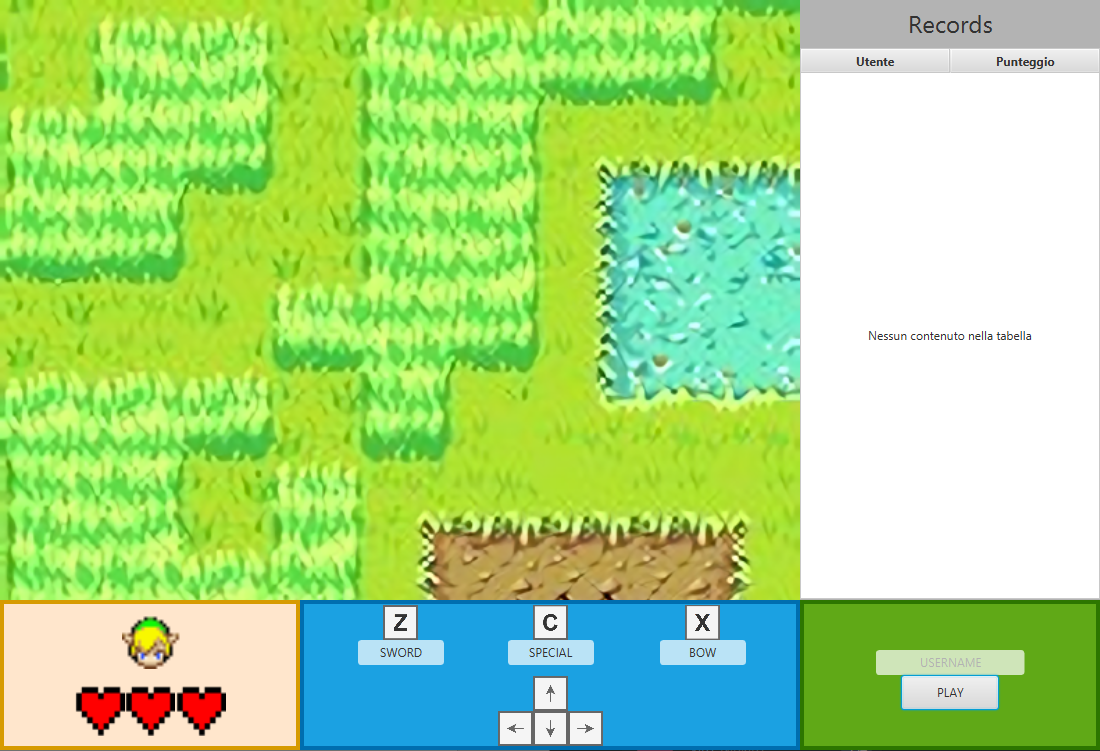 Records
Utente Punteggio
Nessun contenuto nella tabella
Z C X
SWORD SPECIAL BOW
USERNAME
PLAY
↑
← ↓ →